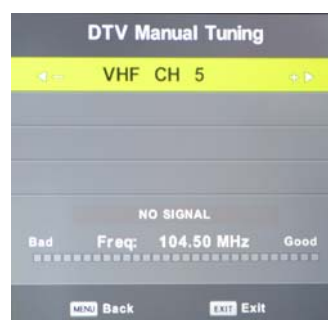 DTV Manual Tuning
VHF CH 5
NO SIGNAL
Bad Freq: 104.50 MHz Good
MENU Back EXIT Exit